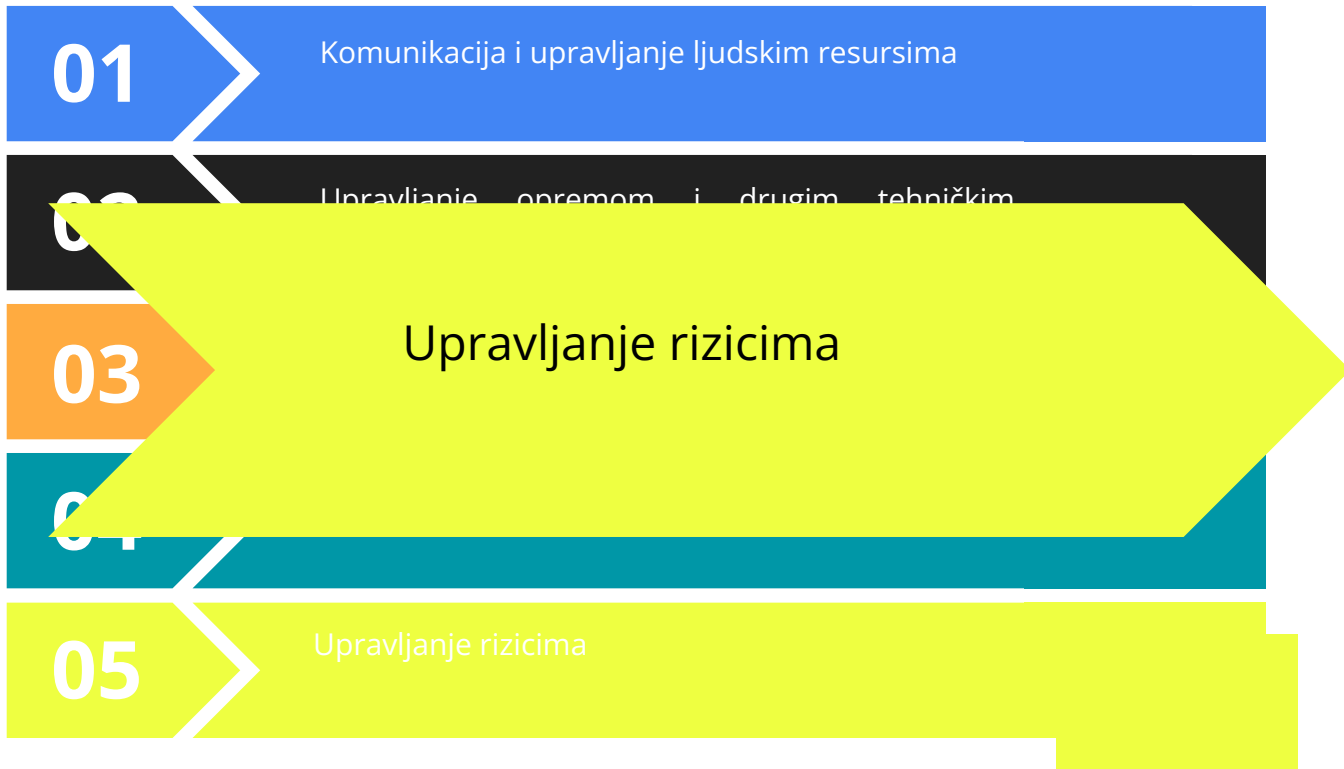 01
Komunikacija i upravljanje ljudskim resursima
Upravljanje opremom i drugim tehničkim
Upravljanje rizicima
03
05
Upravljanje rizicima